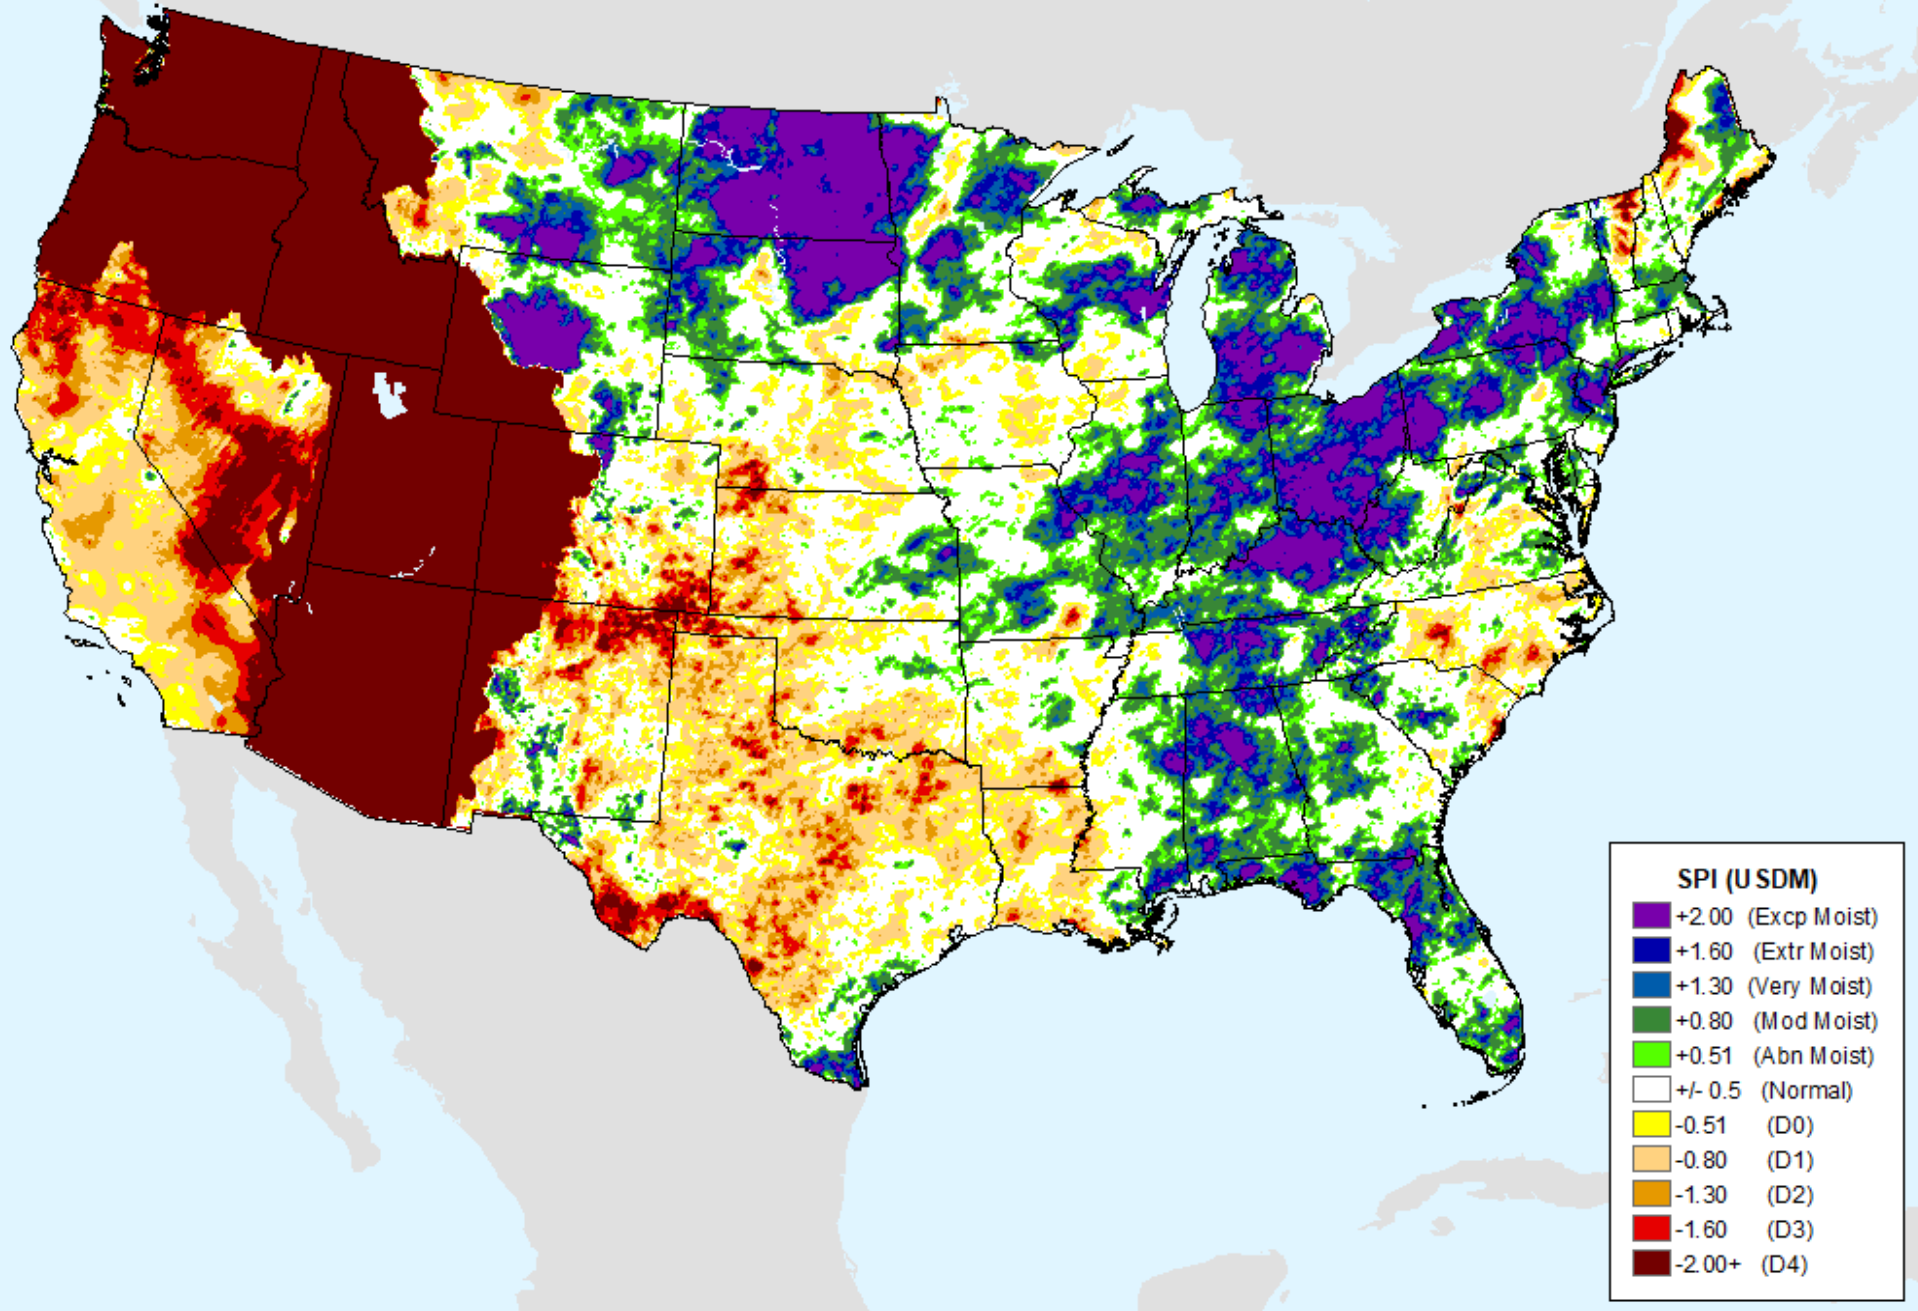 SPI (USDM)
+2.00 (Excp Moist)
+1.60 (Extr Moist)
+1.30 (Very Moist)
+0.80 (Mod Moist)
+0.51 (Abn Moist)
+/- 0.5 (Normal)
-0.51 (D0)
-0.80 (D1)
-1.30 (D2)
-1.60 (D3)
-2.00+ (D4)